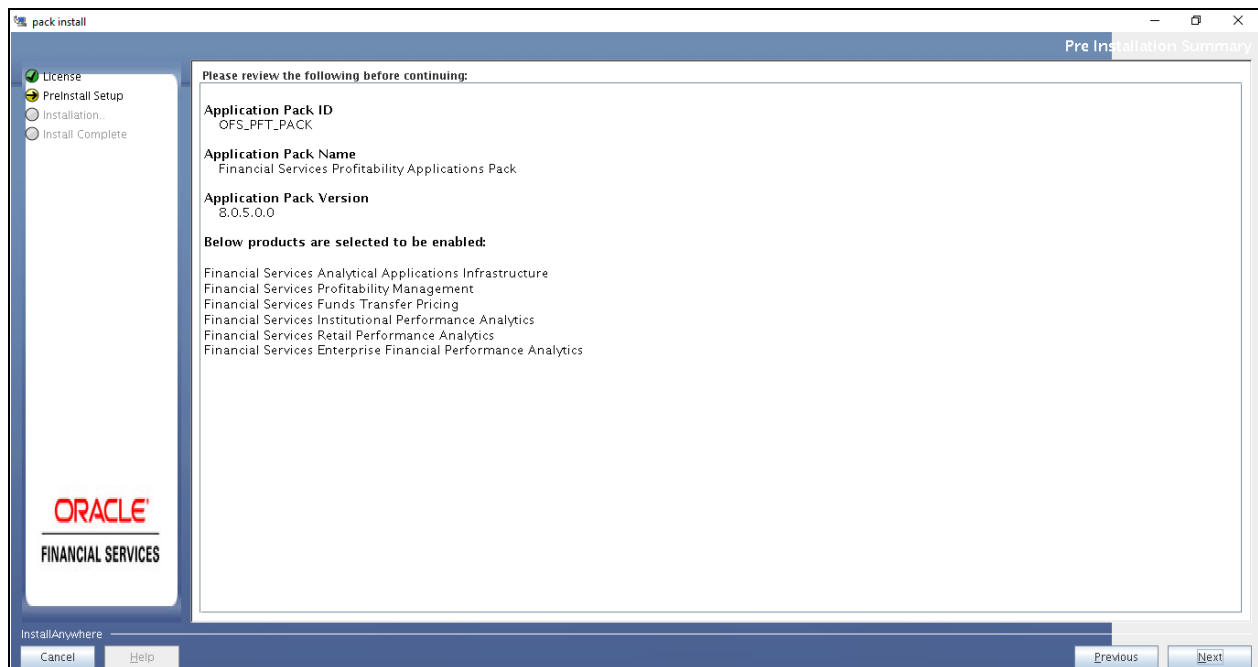 pack install
Pre Installation Summary
License
PreInstall Setup
Installation..
Install Complete
Please review the following before continuing:
Application Pack ID
OFS_PFT_PACK
Application Pack Name
Financial Services Profitability Applications Pack
Application Pack Version
8.0.5.0.0
Below products are selected to be enabled:
Financial Services Analytical Applications Infrastructure
Financial Services Profitability Management
Financial Services Funds Transfer Pricing
Financial Services Institutional Performance Analytics
Financial Services Retail Performance Analytics
Financial Services Enterprise Financial Performance Analytics
ORACLE'
FINANCIAL SERVICES
InstallAnywhere
Cancel Help Previous Next